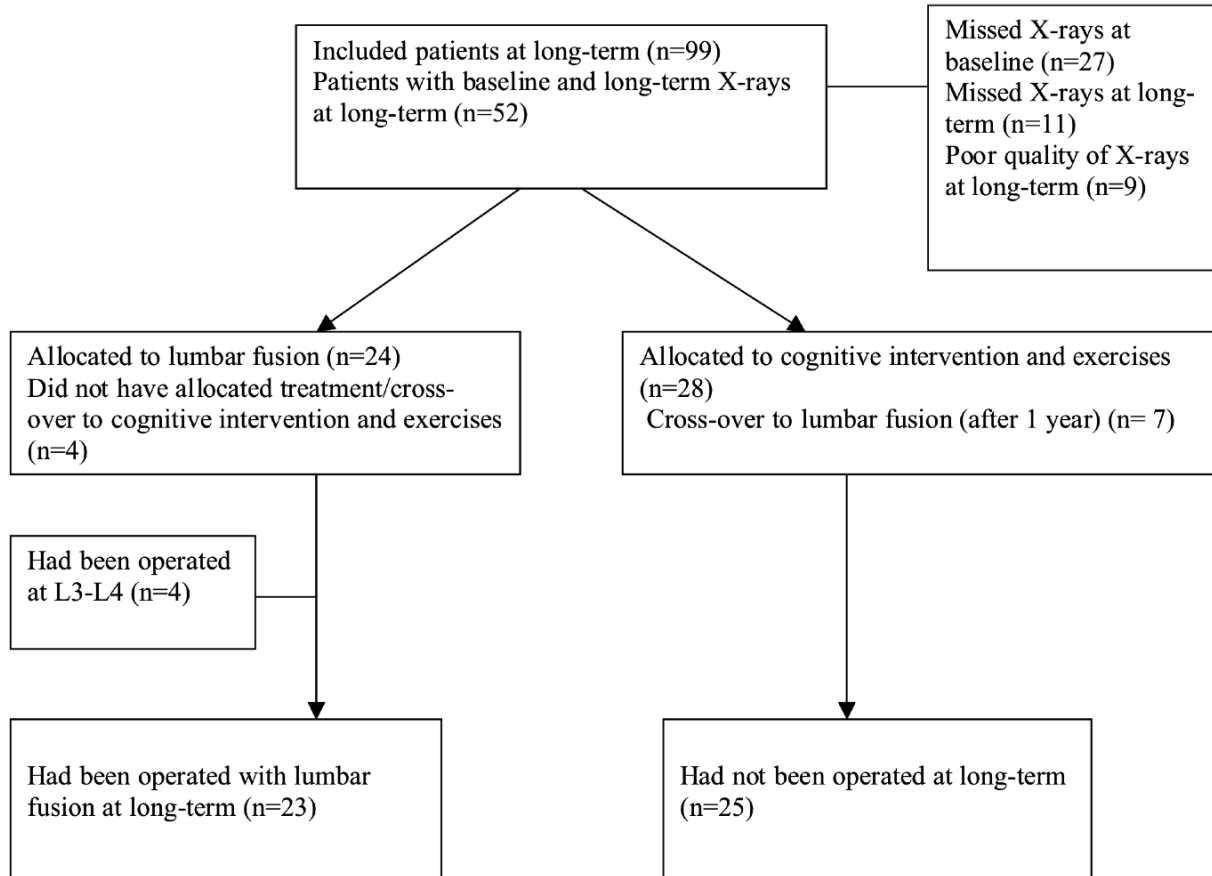 Included patients at long-term (n=99)
Patients with baseline and long-term X-rays
at long-term (n=52)
Missed X-rays at
baseline (n=27)
Missed X-rays at long-
term (n=11)
Poor quality of X-rays
at long-term (n=9)
Allocated to lumbar fusion (n=24)
Did not have allocated treatment/cross-
over to cognitive intervention and exercises
(n=4)
Allocated to cognitive intervention and exercises
(n=28)
Cross-over to lumbar fusion (after 1 year) (n= 7)
Had been operated
at L3-L4 (n=4)
Had been operated with lumbar
fusion at long-term (n=23)
Had not been operated at long-term
(n=25)